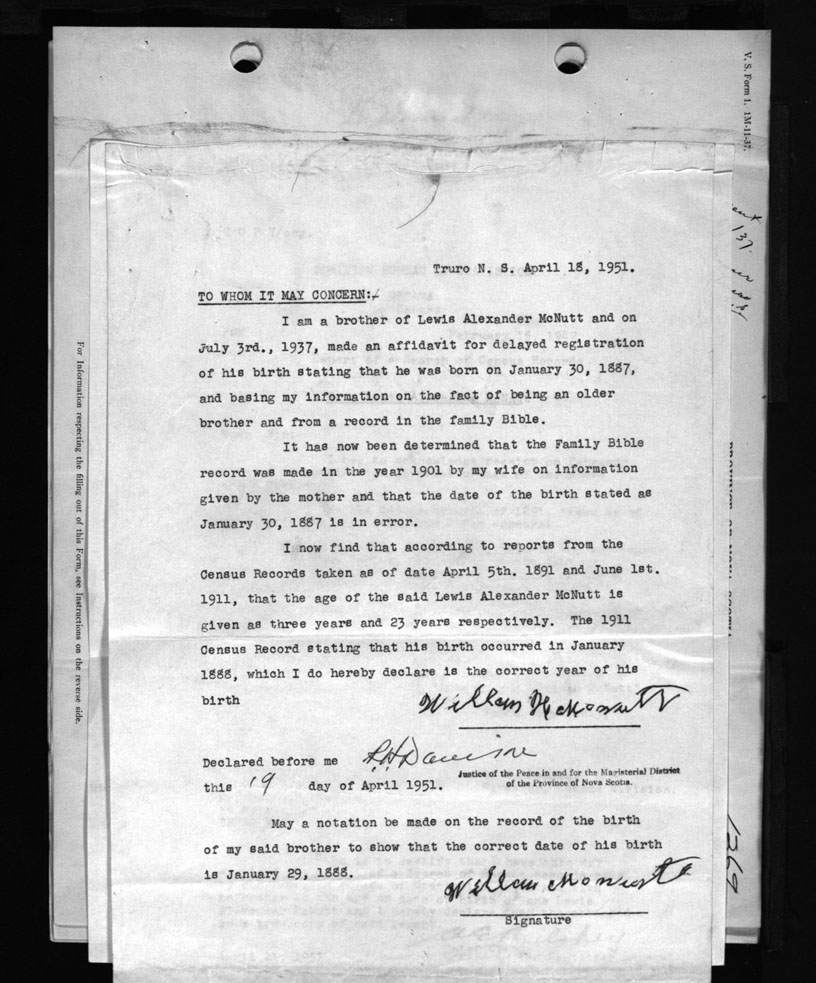 V. S. Form 1. 1M-11-37.
137
Truro N. S. April 18, 1951.
TO WHOM IT MAY CONCERN:-
I am a brother of Lewis Alexander McNutt and on
July 3rd., 1937, made an affidavit for delayed registration
of his birth stating that he was born on January 30, 1887,
and basing my information on the fact of being an older
brother and from a record in the family Bible.
It has now been determined that the Family Bible
record was made in the year 1901 by my wife on information
given by the mother and that the date of the birth stated as
January 30, 1887 is in error.
I now find that according to reports from the
Census Records taken as of date April 5th. 1891 and June 1st.
1911, that the age of the said Lewis Alexander McNutt is
given as three years and 23 years respectively. The 1911
Census Record stating that his birth occurred in January
1888, which I do hereby declare is the correct year of his
birth
William H McNutt
Declared before me
Justice of the Peace in and for the Magisterial District
of the Province of Nova Scotia.
this 19 day of April 1951.
May a notation be made on the record of the birth
of my said brother to show that the correct date of his birth
is January 29, 1888.
William McNutt
Signature
For Information respecting the filling out of this Form, see Instructions on the reverse side.
1269